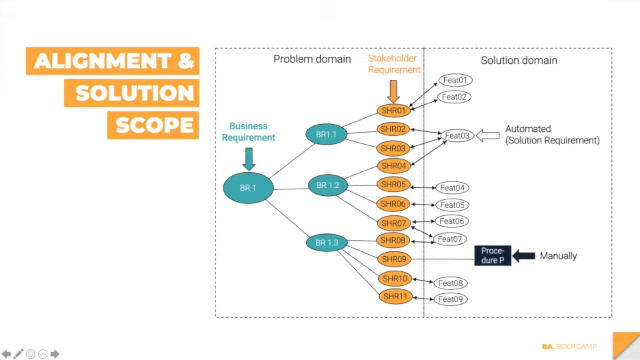 ALIGNMENT &
SOLUTION
SCOPE
Problem domain
Stakeholder
Requirement
Solution domain
Business
Requirement
BR 1
BR1.1
BR 1.2
BR 1.3
SHR01
SHR02
SHR03
SHR04
SHR05
SHR06
SHR07
SHR08
SHR09
SHR10
SHR11
Feat01
Feat02
Feat03
Feat04
Feat05
Feat06
Feat07
Proce-
dure P
Feat08
Feat09
Automated
(Solution Requirement)
Manually
BA BOOTCAMP